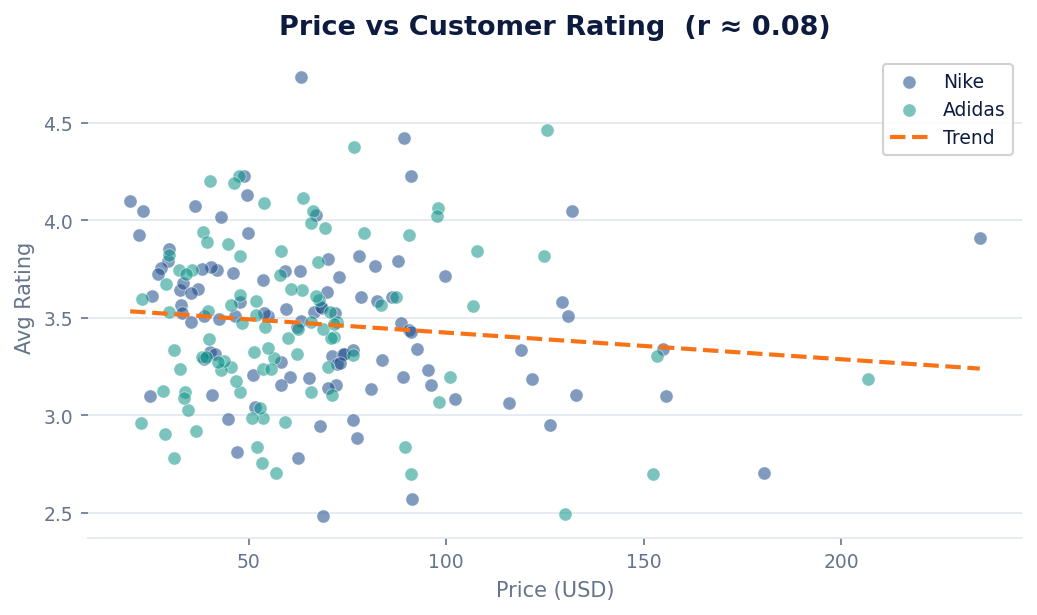 Price vs Customer Rating (r ≈ 0.08)
Nike
Adidas
Trend
4.5
4.0
3.5
3.0
2.5
Avg Rating
50
100
150
200
Price (USD)